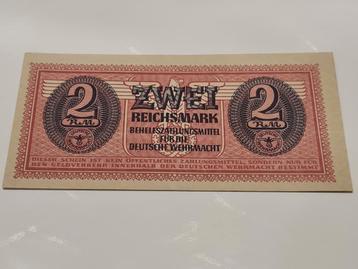 ZWEI
REICHSMARK
BEHELFSZAHLUNGSMITTEL
FÜR DIE
DEUTSCHE WEHRMACHT
2
R.M.
2
R.M.
DIESER SCHEIN IST KEIN ÖFFENTLICHES ZAHLUNGSMITTEL, SONDERN NUR FÜR
DEN GELDVERKEHR INNERHALB DER DEUTSCHEN WEHRMACHT BESTIMMT